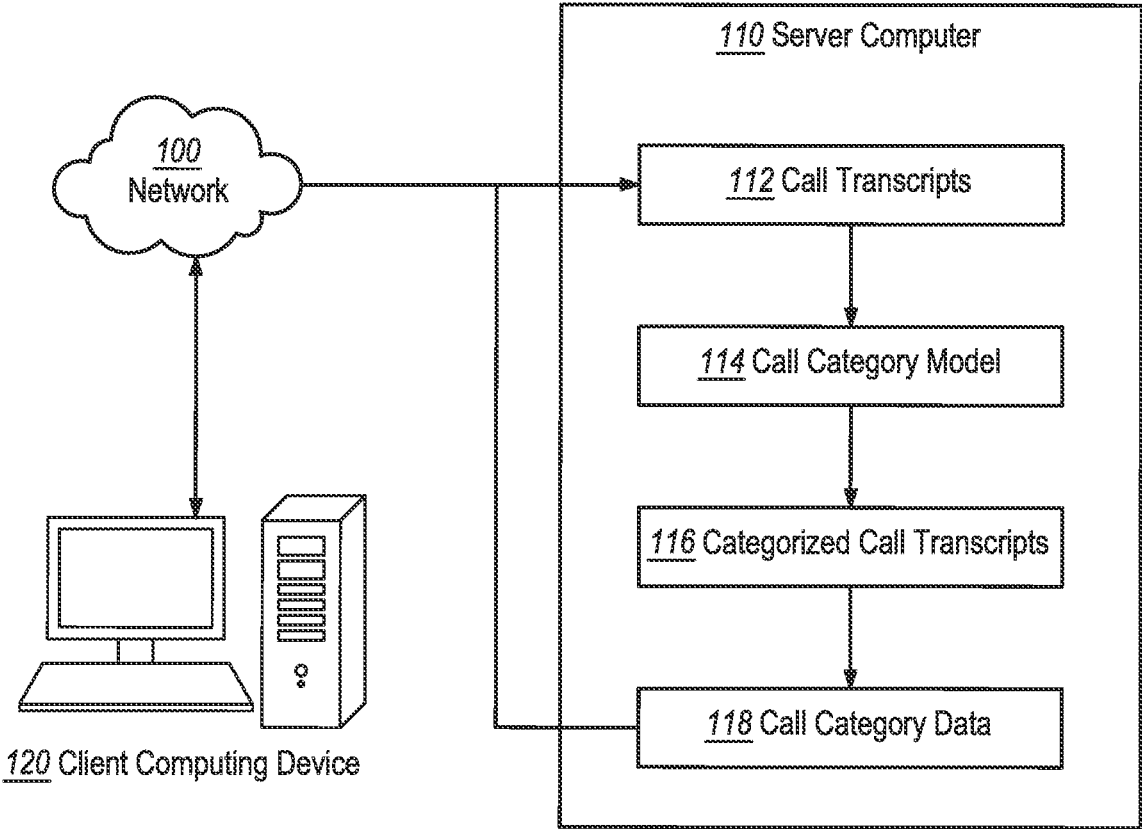 110 Server Computer
100
Network
112 Call Transcripts
114 Call Category Model
116 Categorized Call Transcripts
118 Call Category Data
120 Client Computing Device